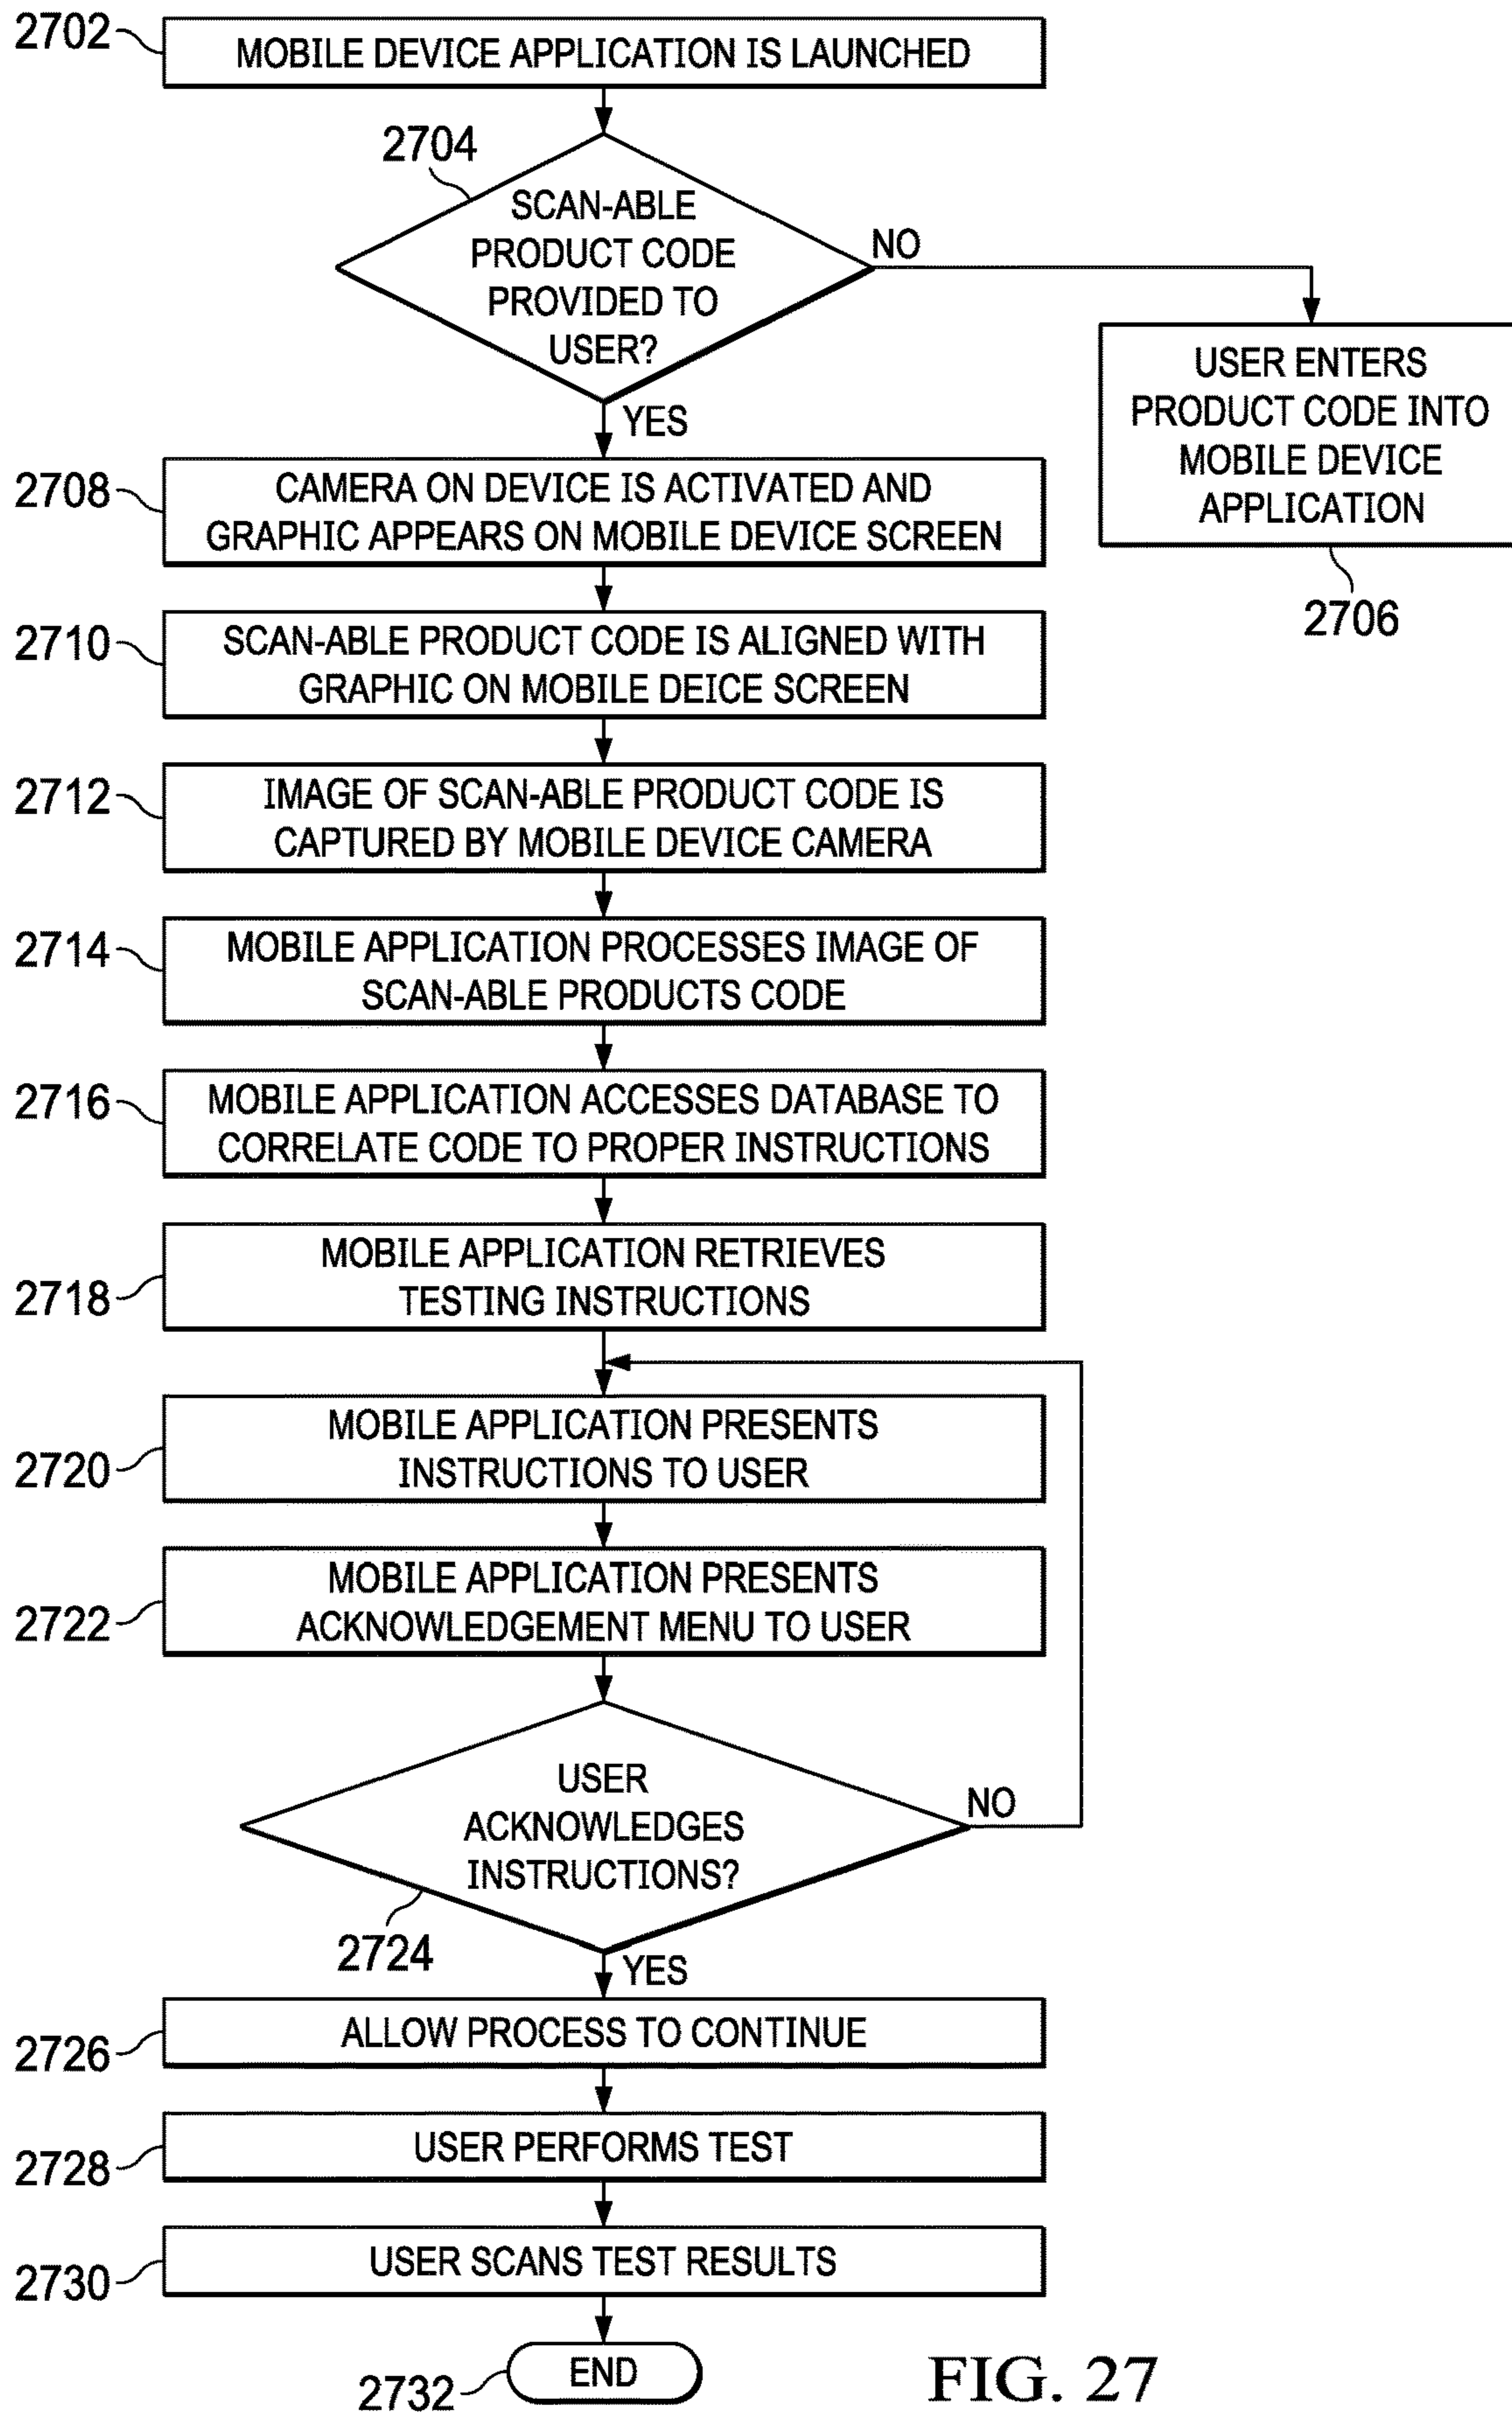 2702
MOBILE DEVICE APPLICATION IS LAUNCHED
2704
SCAN-ABLE
PRODUCT CODE
PROVIDED TO
USER?
NO
USER ENTERS
PRODUCT CODE INTO
MOBILE DEVICE
APPLICATION
2706
YES
2708
CAMERA ON DEVICE IS ACTIVATED AND
GRAPHIC APPEARS ON MOBILE DEVICE SCREEN
2710
SCAN-ABLE PRODUCT CODE IS ALIGNED WITH
GRAPHIC ON MOBILE DEICE SCREEN
2712
IMAGE OF SCAN-ABLE PRODUCT CODE IS
CAPTURED BY MOBILE DEVICE CAMERA
2714
MOBILE APPLICATION PROCESSES IMAGE OF
SCAN-ABLE PRODUCTS CODE
2716
MOBILE APPLICATION ACCESSES DATABASE TO
CORRELATE CODE TO PROPER INSTRUCTIONS
2718
MOBILE APPLICATION RETRIEVES
TESTING INSTRUCTIONS
2720
MOBILE APPLICATION PRESENTS
INSTRUCTIONS TO USER
2722
MOBILE APPLICATION PRESENTS
ACKNOWLEDGEMENT MENU TO USER
USER
ACKNOWLEDGES
INSTRUCTIONS?
NO
2724
YES
2726
ALLOW PROCESS TO CONTINUE
2728
USER PERFORMS TEST
2730
USER SCANS TEST RESULTS
2732
END
FIG. 27